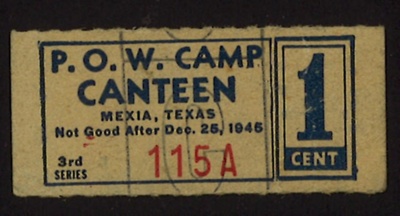 P. O. W. CAMP
CANTEEN
MEXIA, TEXAS
Not Good After Dec. 25, 1945
3rd
SERIES
115A
1
CENT